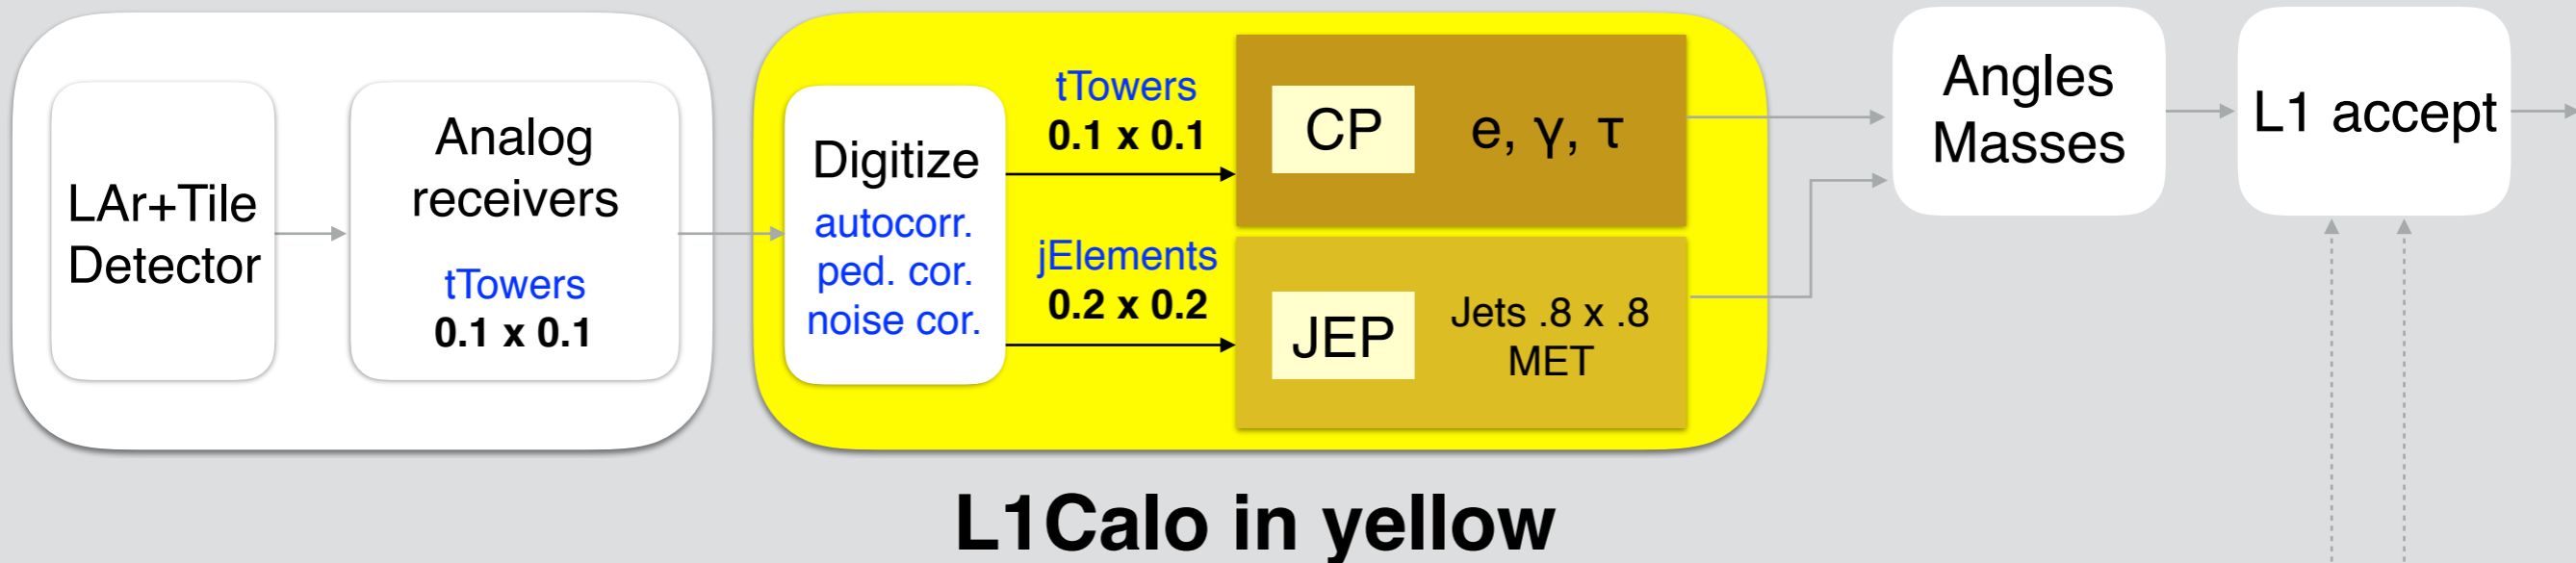 LAr+Tile
Detector
Analog
receivers
tTowers
0.1 x 0.1
Digitize
autocorr.
ped. cor.
noise cor.
tTowers
0.1 x 0.1
jElements
0.2 x 0.2
CP
e, γ, τ
JEP
Jets .8 x .8
MET
Angles
Masses
L1 accept
L1Calo in yellow